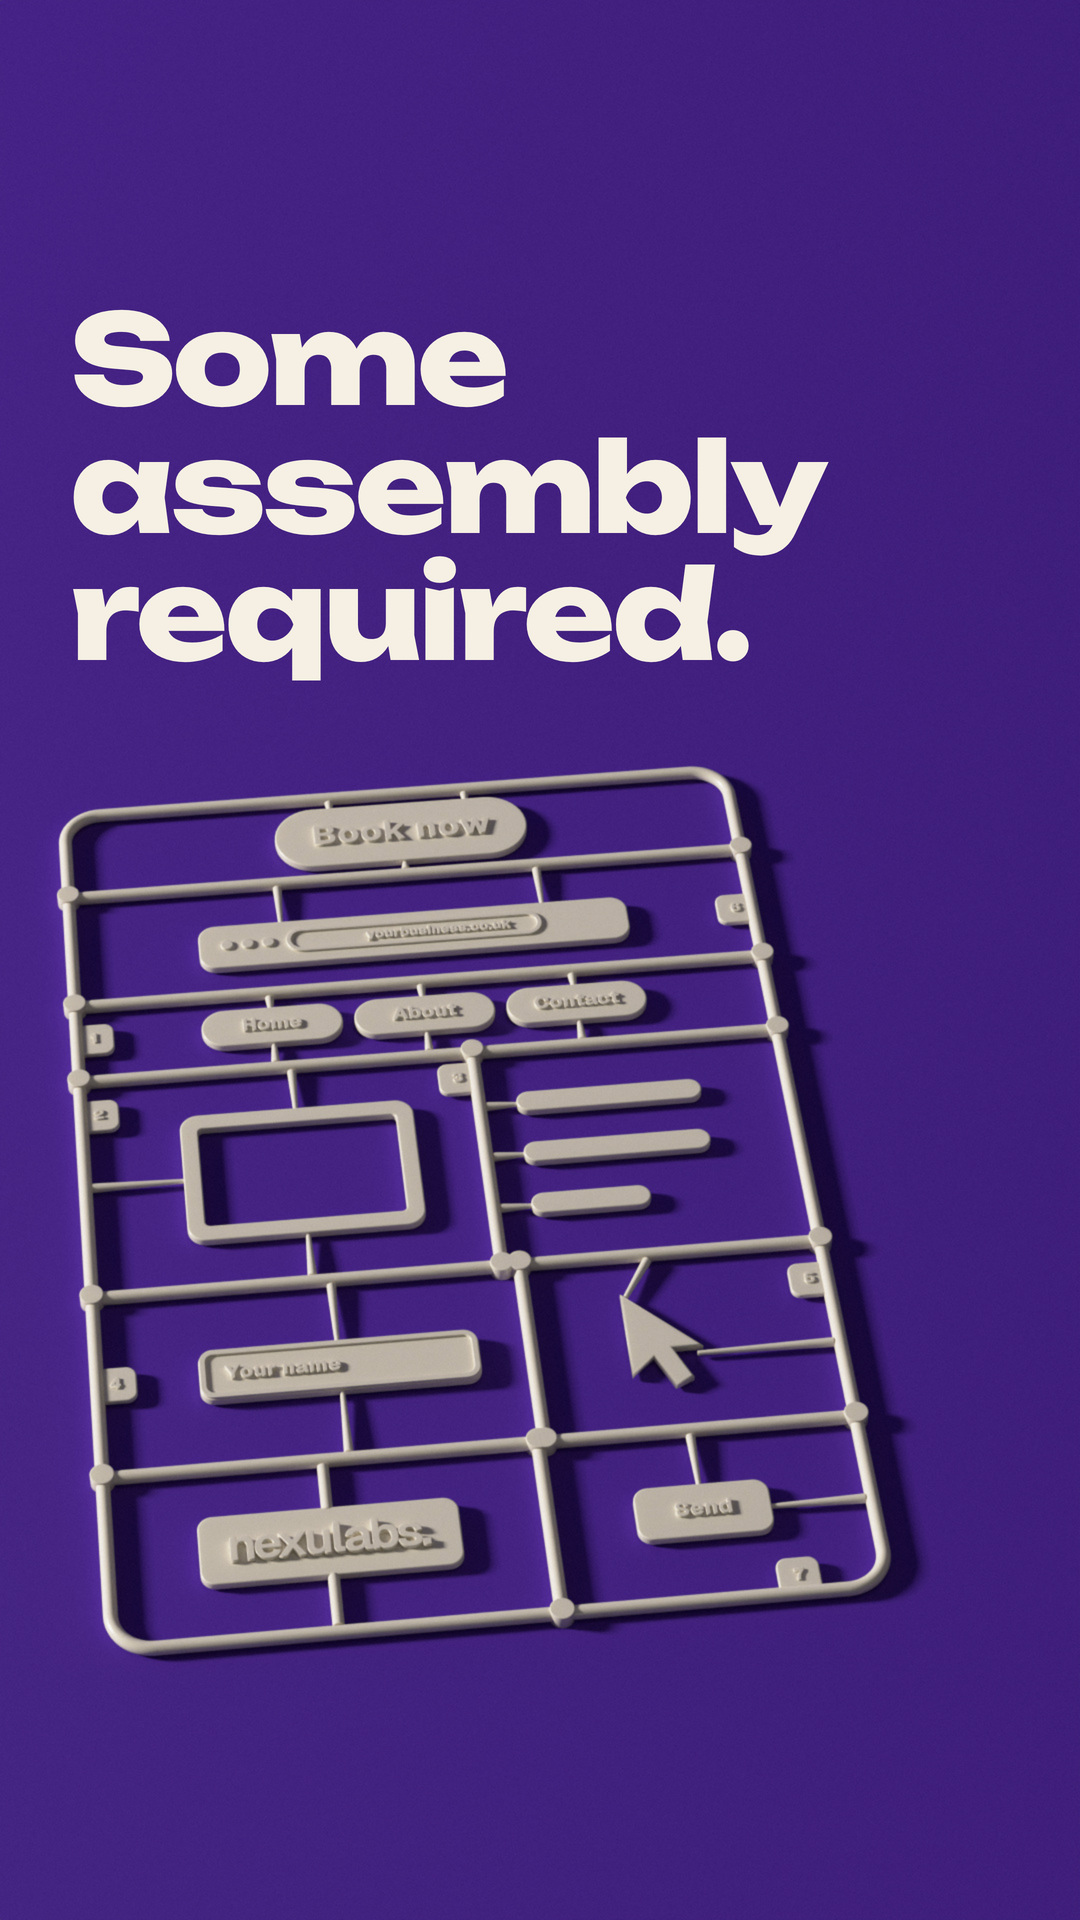 Some
assembly
required.
Book now
yourbusiness.co.uk
6
Home
About
Contact
1
3
2
5
Your name
4
Send
nexulabs.
7